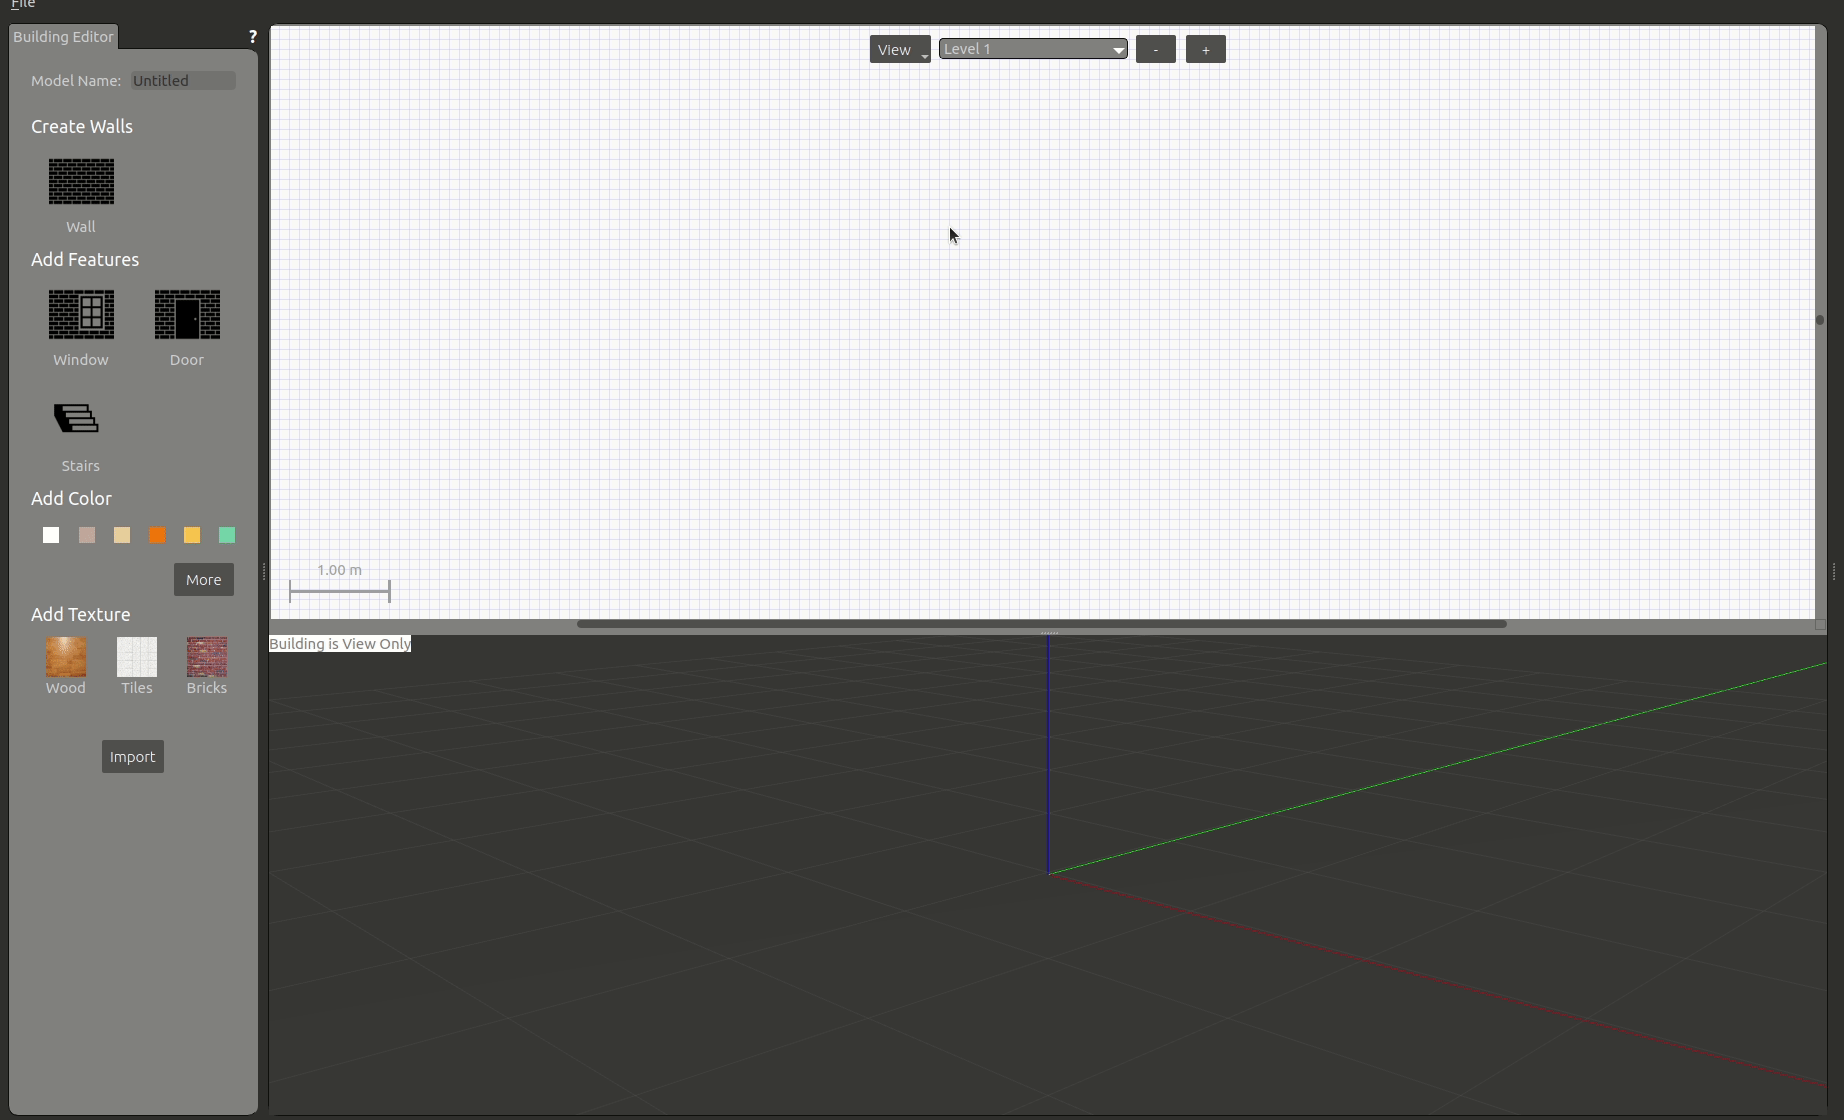 File
Building Editor
?
Model Name: Untitled
Create Walls
Wall
Add Features
Window Door
Stairs
Add Color
More
Add Texture
Wood Tiles Bricks
Import
View Level 1 - +
1.00 m
Building is View Only